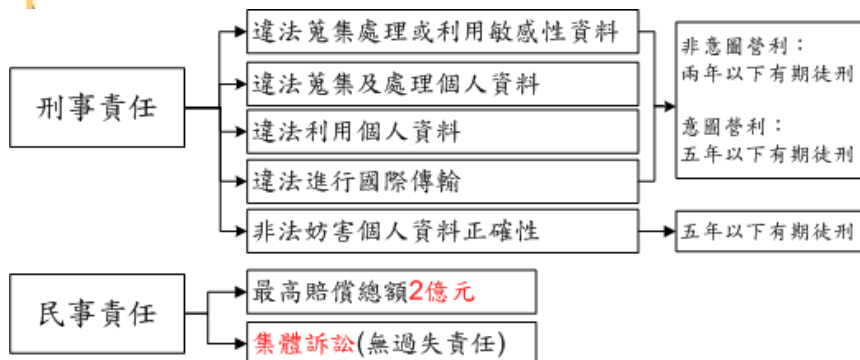 刑事責任
違法蒐集處理或利用敏感性資料
違法蒐集及處理個人資料
違法利用個人資料
違法進行國際傳輸
非法妨害個人資料正確性
非意圖營利：
兩年以下有期徒刑
意圖營利：
五年以下有期徒刑
五年以下有期徒刑
民事責任
最高賠償總額2億元
集體訴訟(無過失責任)